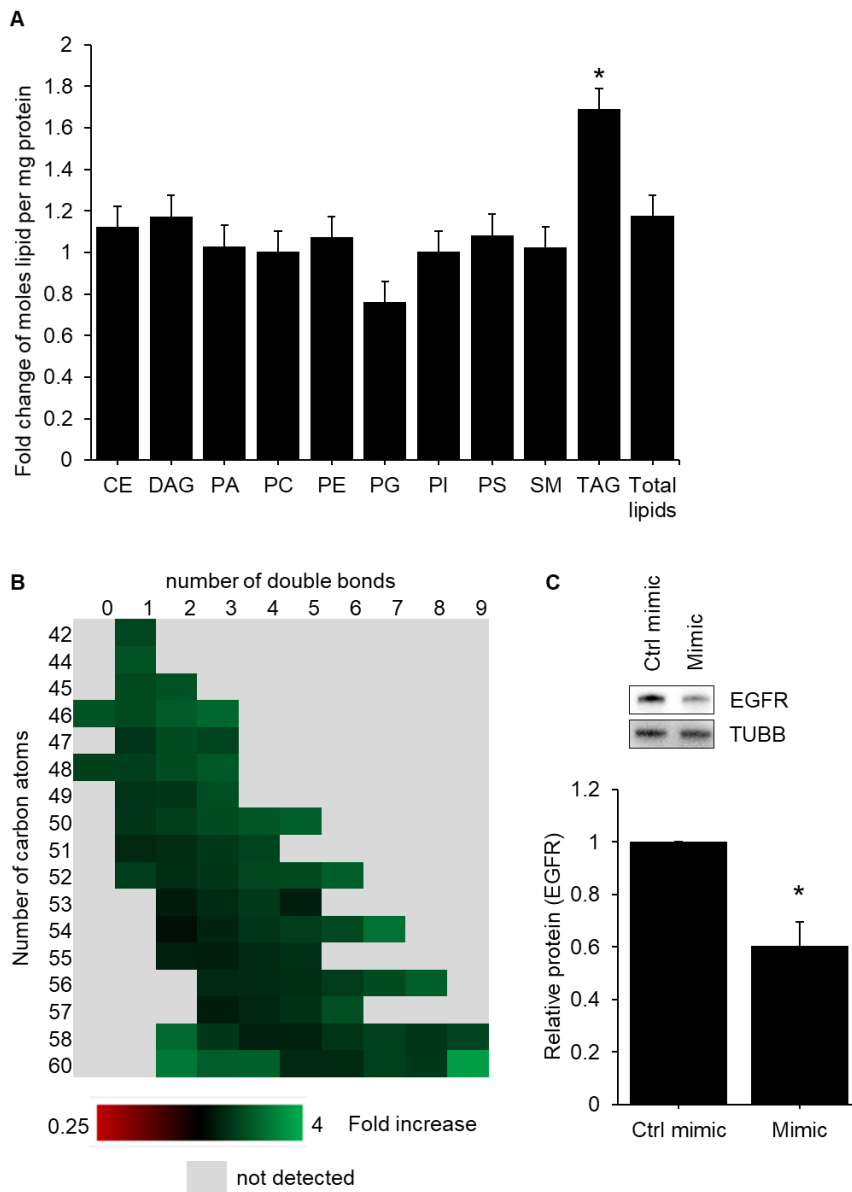 A
Fold change of moles lipid per mg protein
2
1.8
1.6
1.4
1.2
1
0.8
0.6
0.4
0.2
0
*
CE DAG PA PC PE PG PI PS SM TAG Total lipids
B
number of double bonds
0 1 2 3 4 5 6 7 8 9
Number of carbon atoms
42
44
45
46
47
48
49
50
51
52
53
54
55
56
57
58
60
0.25 4 Fold increase
not detected
C
Ctrl mimic
Mimic
EGFR
TUBB
Relative protein (EGFR)
1.2
1
0.8
0.6
0.4
0.2
0
*
Ctrl mimic Mimic